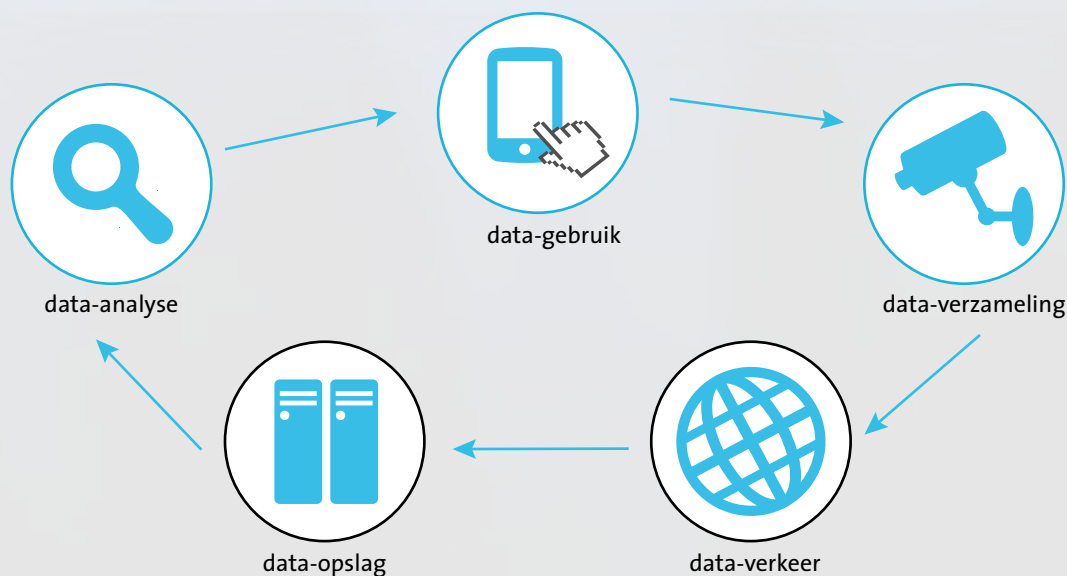 data-gebruik
data-analyse
data-verzameling
data-opslag
data-verkeer